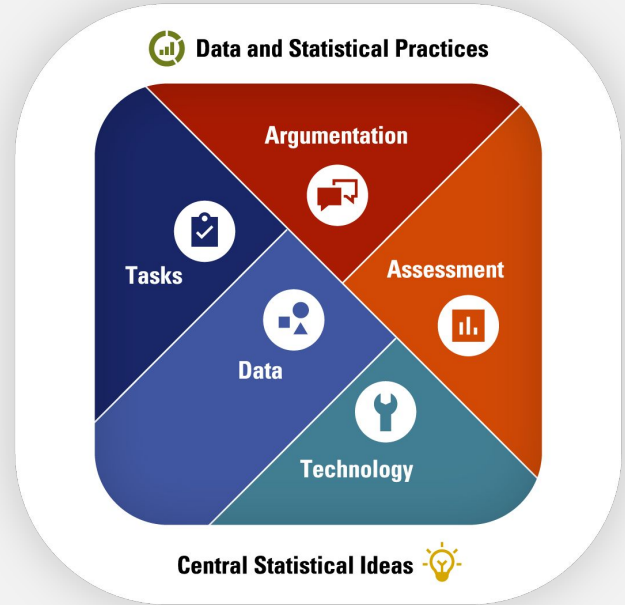 Data and Statistical Practices
Argumentation
Tasks
Assessment
Data
Technology
Central Statistical Ideas